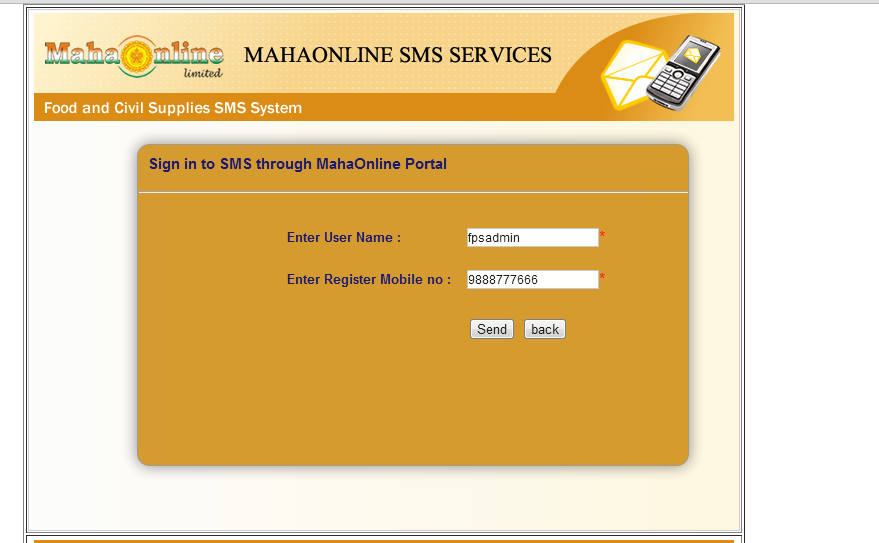 MahaOnline
limited
MAHAONLINE SMS SERVICES
Food and Civil Supplies SMS System
Sign in to SMS through MahaOnline Portal
Enter User Name : fpsadmin *
Enter Register Mobile no : 9888777666 *
Send back